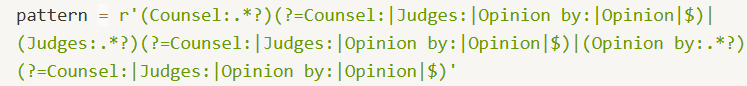 pattern = r'(Counsel:.*?)(?=Counsel:|Judges:|Opinion by:|Opinion|$)|
(Judges:.*?)(?=Counsel:|Judges:|Opinion by:|Opinion|$)|(Opinion by:.*?)
(?=Counsel:|Judges:|Opinion by:|Opinion|$)'